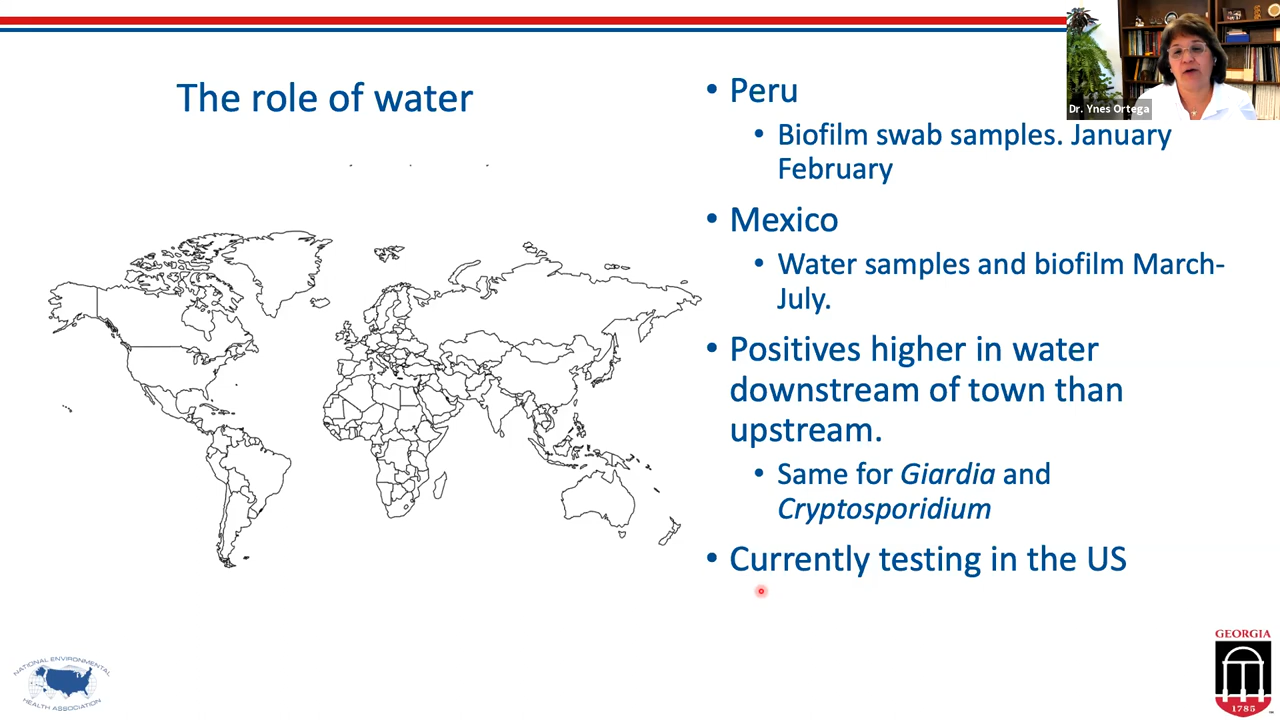 The role of water
• Peru
• Biofilm swab samples. January
February
• Mexico
• Water samples and biofilm March-
July.
• Positives higher in water
downstream of town than
upstream.
• Same for Giardia and
Cryptosporidium
• Currently testing in the US
Dr. Ynes Ortega
NATIONAL ENVIRONMENTAL
HEALTH ASSOCIATION
GEORGIA
1785